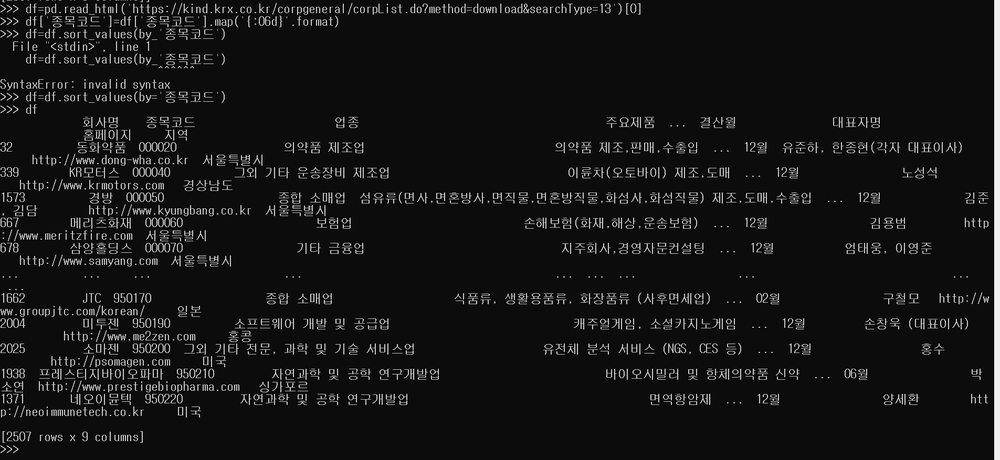 >>> df=pd.read_html('https://kind.krx.co.kr/corpgeneral/corpList.do?method=download&searchType=13')[0]
>>> df['종목코드']=df['종목코드'].map('{:06d}'.format)
>>> df=df.sort_values(by_'종목코드')
File "<stdin>", line 1
df=df.sort_values(by_'종목코드')
^^^^^^
SyntaxError: invalid syntax
>>> df=df.sort_values(by='종목코드')
>>> df
회사명 종목코드 업종 주요제품 ... 결산월 대표자명
홈페이지 지역
32 동화약품 000020 의약품 제조업 의약품 제조,판매,수출입 ... 12월 유준하, 한종현(각자 대표이사)
http://www.dong-wha.co.kr 서울특별시
339 KR모터스 000040 그외 기타 운송장비 제조업 이륜차(오토바이) 제조,도매 ... 12월 노성석
http://www.krmotors.com 경상남도
1573 경방 000050 종합 소매업 섬유류(면사,면혼방사,면직물,면혼방직물,화섬사,화섬직물) 제조,도매,수출입 ... 12월 김준
, 김담 http://www.kyungbang.co.kr 서울특별시
667 메리츠화재 000060 보험업 손해보험(화재,해상,운송보험) ... 12월 김용범 http
://www.meritzfire.com 서울특별시
678 삼양홀딩스 000070 기타 금융업 지주회사,경영자문컨설팅 ... 12월 엄태웅, 이영준
http://www.samyang.com 서울특별시
... ... ... ... ... ... ... ... ...
...
1662 JTC 950170 종합 소매업 식품류, 생활용품류, 화장품류 (사후면세업) ... 02월 구철모 http://w
ww.groupjtc.com/korean/ 일본
2004 미투젠 950190 소프트웨어 개발 및 공급업 캐주얼게임, 소셜카지노게임 ... 12월 손창욱 (대표이사)
http://www.me2zen.com 홍콩
2025 소마젠 950200 그외 기타 전문, 과학 및 기술 서비스업 유전체 분석 서비스 (NGS, CES 등) ... 12월 홍수
http://psomagen.com 미국
1938 프레스티지바이오파마 950210 자연과학 및 공학 연구개발업 바이오시밀러 및 항체의약품 신약 ... 06월 박
소연 http://www.prestigebiopharma.com 싱가포르
1371 네오이뮨텍 950220 자연과학 및 공학 연구개발업 면역항암제 ... 12월 양세환 htt
p://neoimmunetech.co.kr 미국
[2507 rows x 9 columns]
>>>